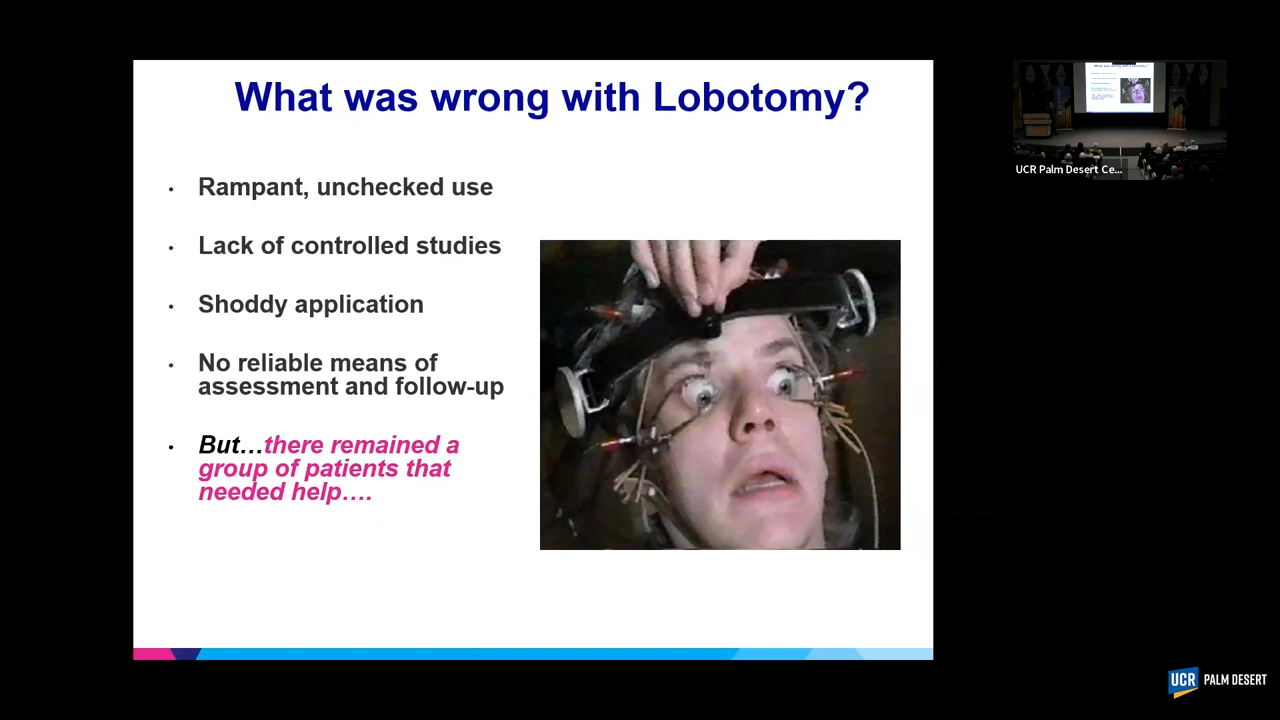 What was wrong with Lobotomy?
• Rampant, unchecked use
• Lack of controlled studies
• Shoddy application
• No reliable means of
assessment and follow-up
• But…there remained a
group of patients that
needed help….
UCR Palm Desert Ce...
UCR PALM DESERT